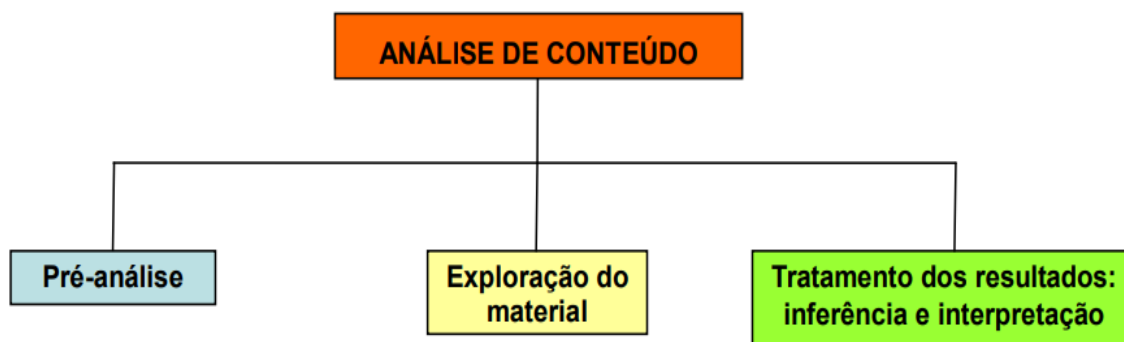 ANÁLISE DE CONTEÚDO
Pré-análise
Exploração do
material
Tratamento dos resultados:
inferência e interpretação